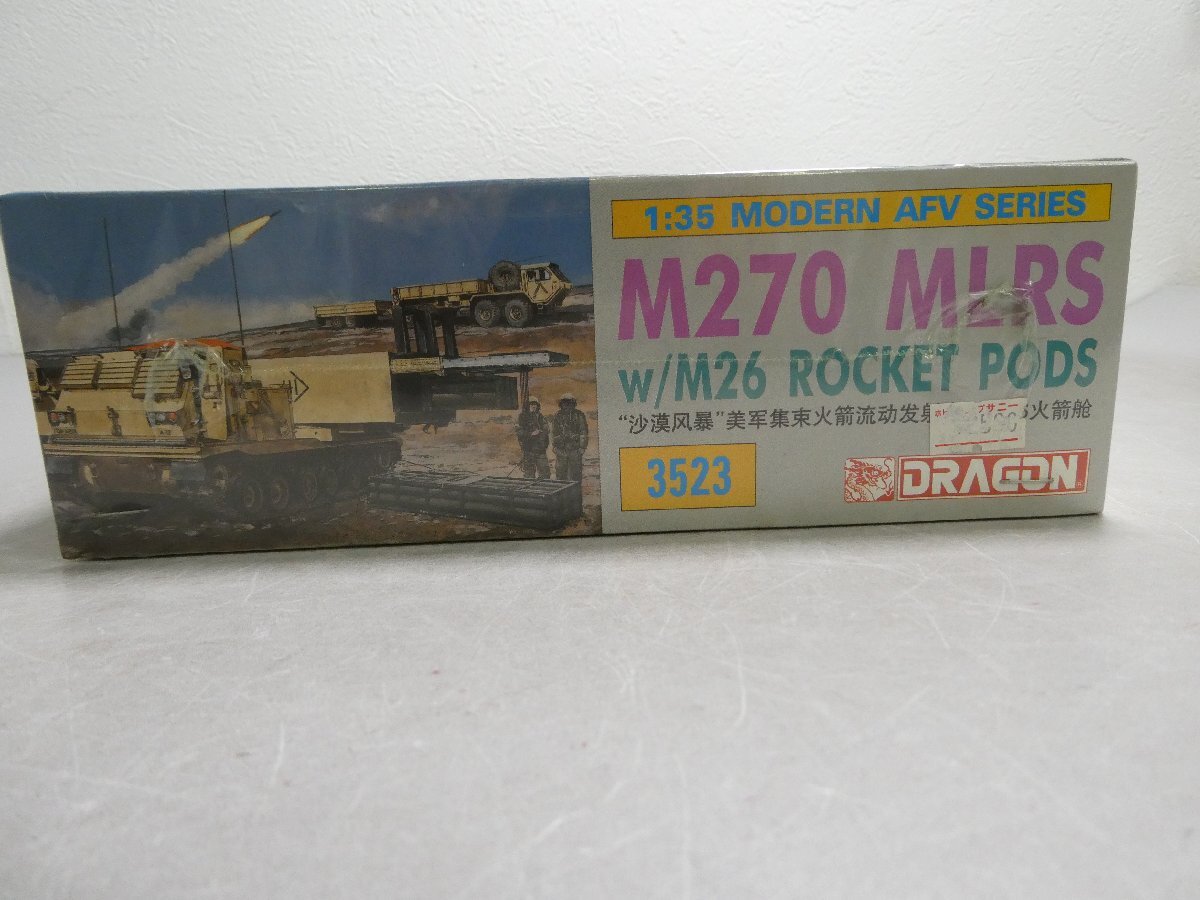 1:35 MODERN AFV SERIES
M270 MLRS
w/M26 ROCKET PODS
"沙漠风暴"美军集束火箭流动发射 火箭舱
3523
DRAGON